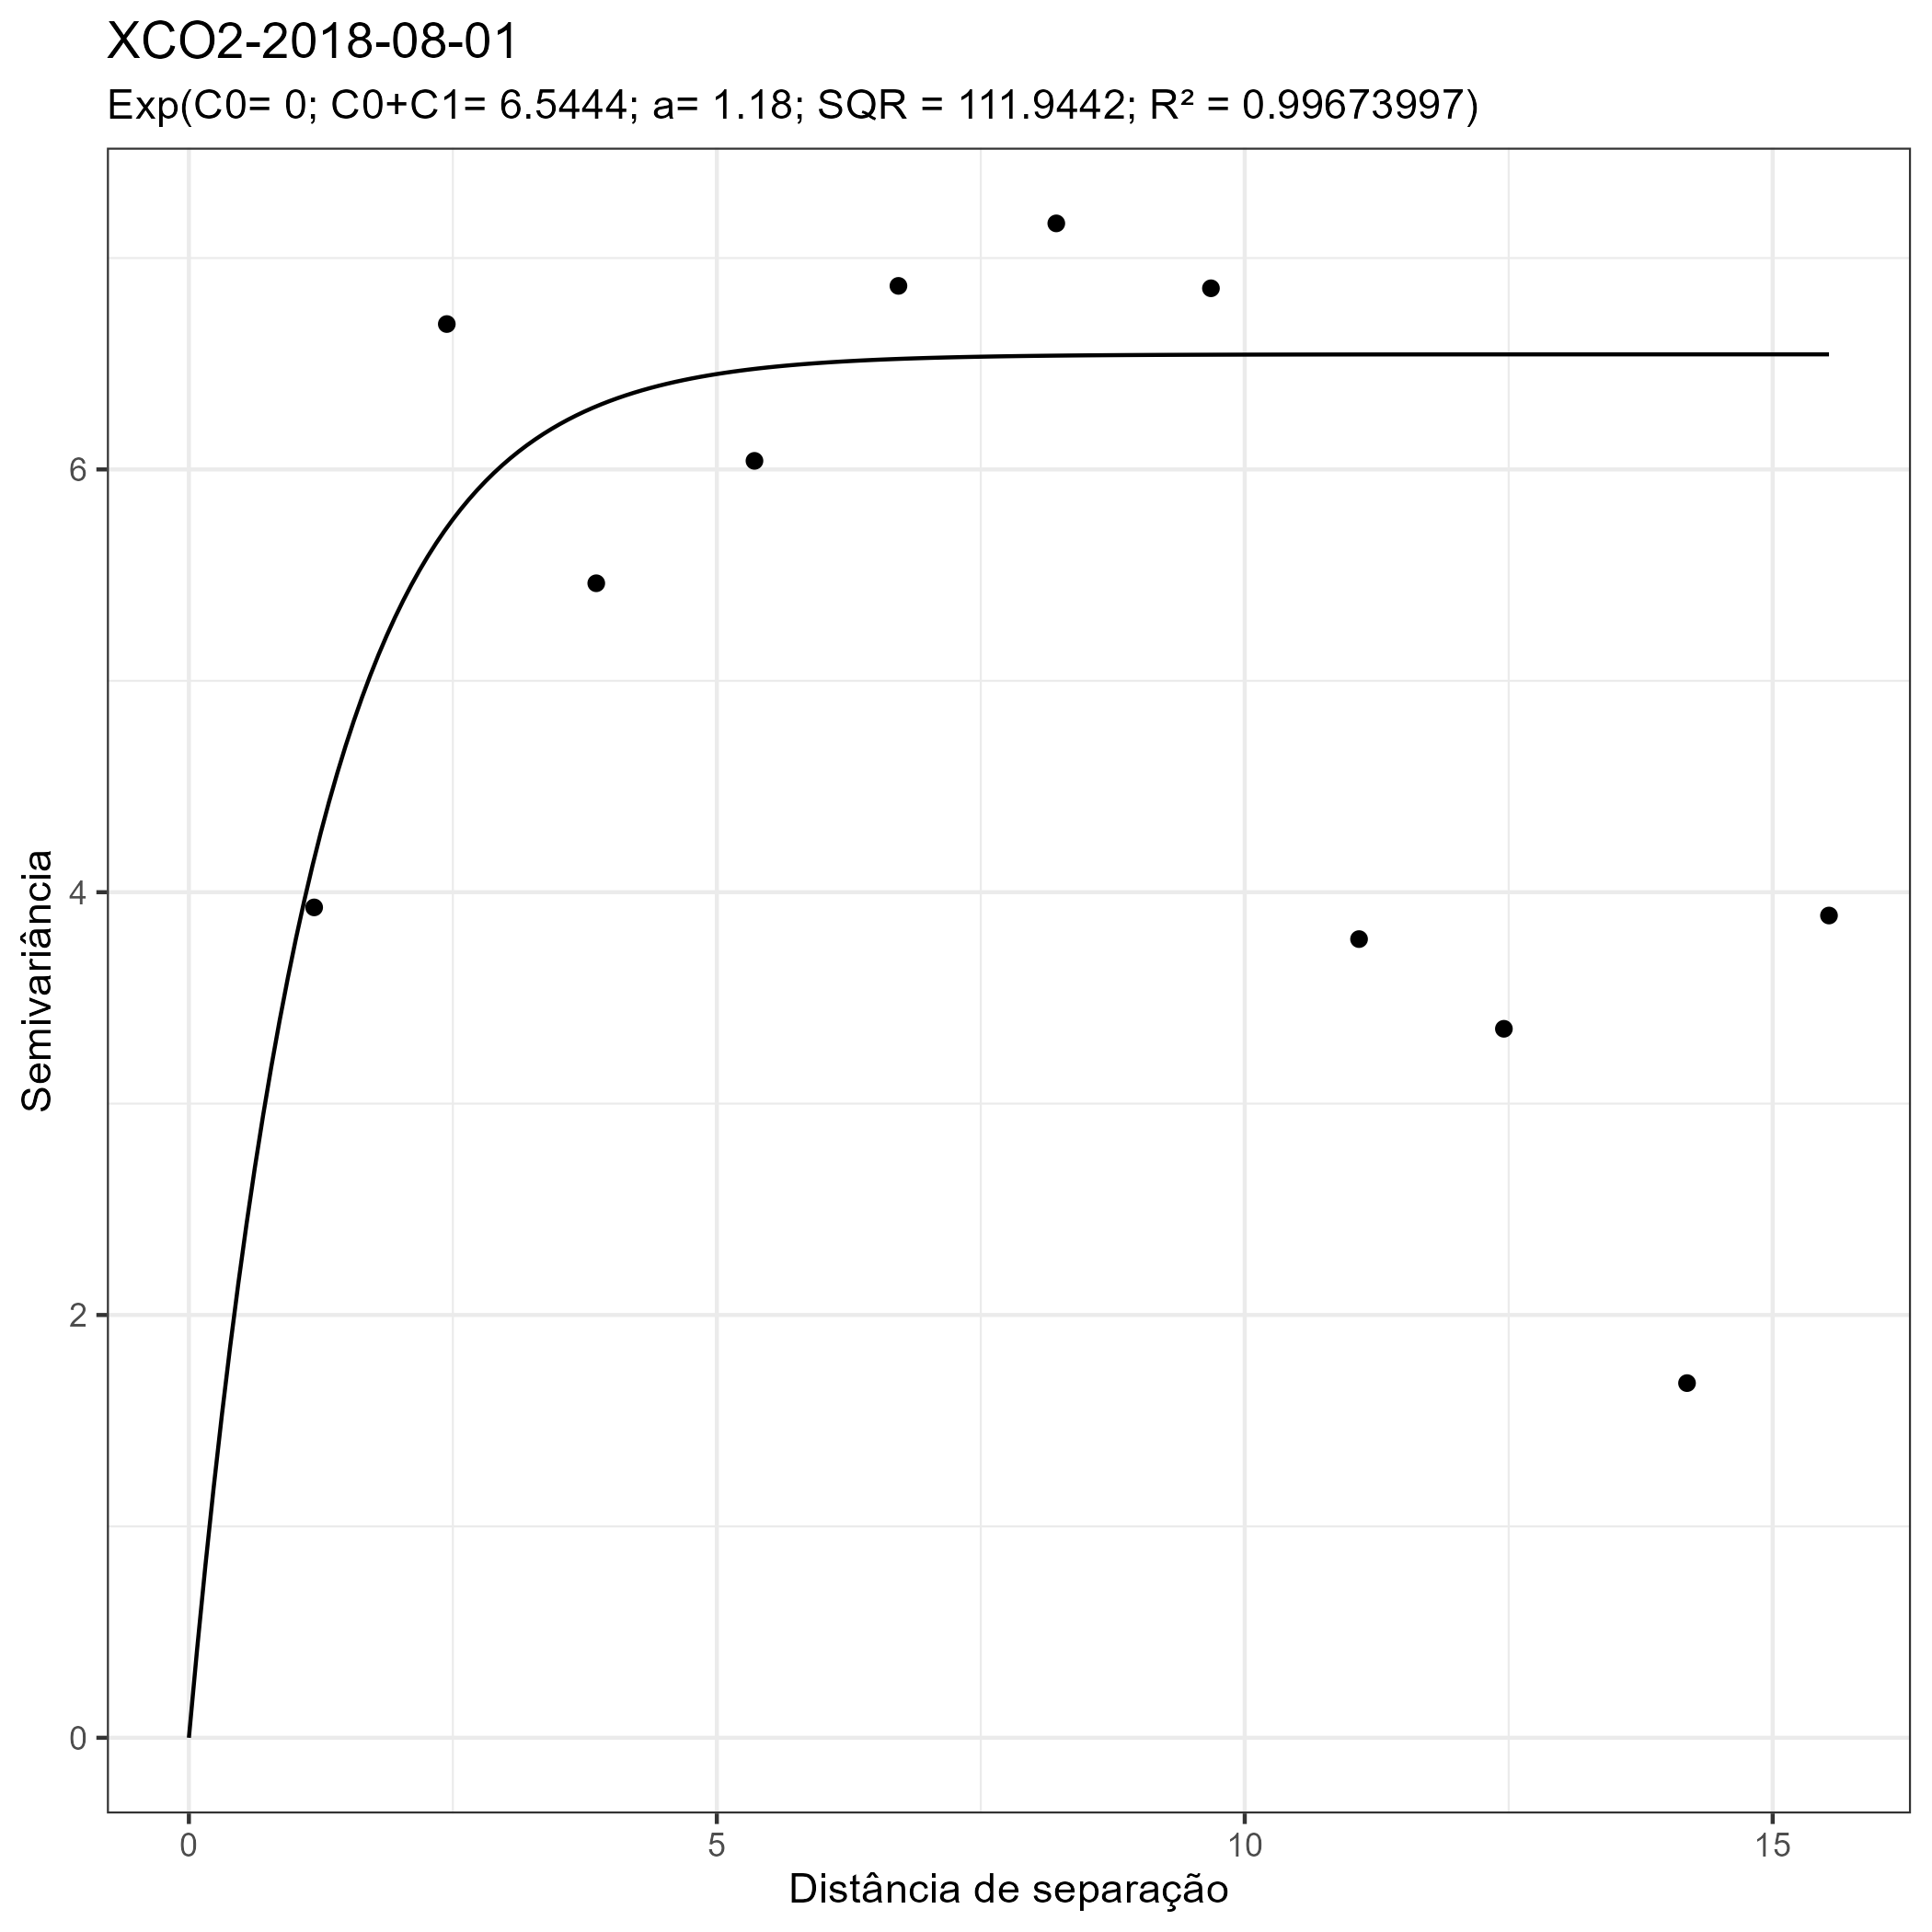 XCO2-2018-08-01
Exp(C0= 0; C0+C1= 6.5444; a= 1.18; SQR = 111.9442; R² = 0.99673997)
Semivariância
6
4
2
0
0
5
10
15
Distância de separação